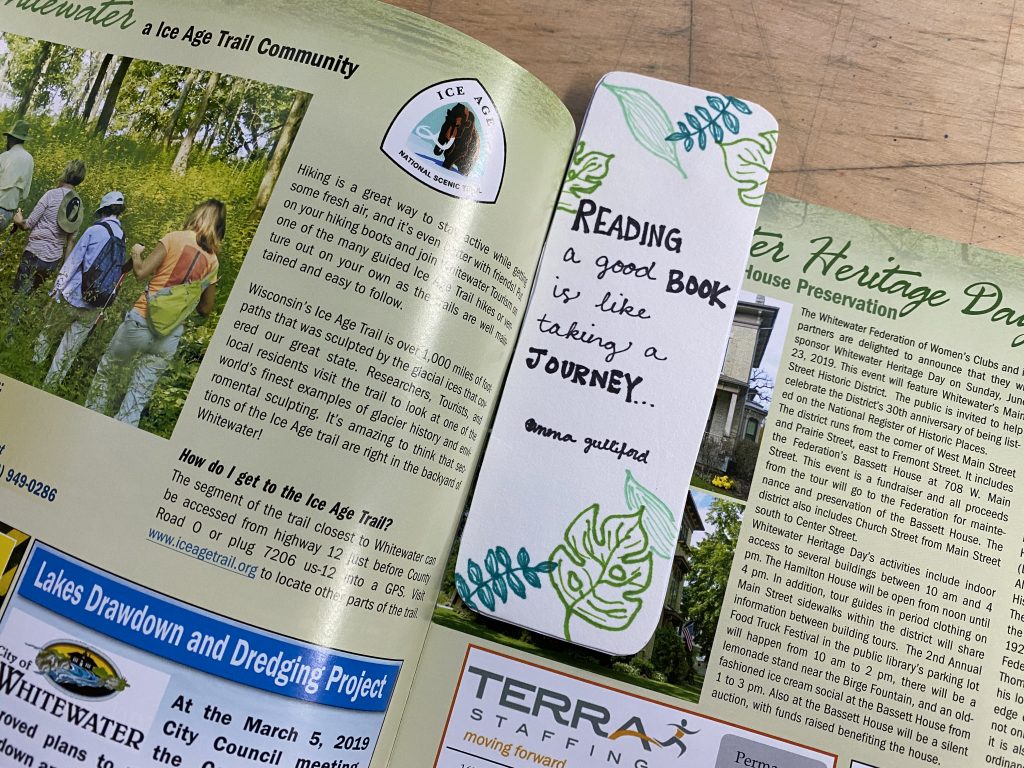 Whitewater a Ice Age Trail Community
ICE AGE
NATIONAL SCENIC TRAIL
Hiking is a great way to stay active while getting
some fresh air, and it's even better with friends! Put
on your hiking boots and join Whitewater Tourism on
one of the many guided Ice Age Trail hikes or ven-
ture out on your own as the trails are well main-
tained and easy to follow.
Wisconsin's Ice Age Trail is over 1,000 miles of foot
paths that was sculpted by the glacial ices that cov-
ered our great state. Researchers, Tourists, and
local residents visit the trail to look at one of the
world's finest examples of glacier history and envi-
romental sculpting. It's amazing to think that sec-
tions of the Ice Age trail are right in the backyard of
Whitewater!
How do I get to the Ice Age Trail?
The segment of the trail closest to Whitewater can
be accessed from highway 12 just before County
Road O or plug 7206 us-12 into a GPS. Visit
www.iceagetrail.org to locate other parts of the trail.
949-0286
Lakes Drawdown and Dredging Project
City of
WHITEWATER
At the March 5, 2019
City Council meeting
the
plans to
down
READING
a good BOOK
is like
taking a
JOURNEY...
emma gulliford
Heritage Day
House Preservation
The Whitewater Federation of Women's Clubs and
partners are delighted to announce that they
sponsor Whitewater Heritage Day on Sunday, June
23, 2019. This event will feature Whitewater's Main
Street Historic District. The public is invited to help
celebrate the District's 30th anniversary of being list-
ed on the National Register of Historic Places.
The district runs from the corner of West Main Street
and Prairie Street, east to Fremont Street. It includes
the Federation's Bassett House at 708 W. Main
Street. This event is a fundraiser and all proceeds
from the tour will go to the Federation for mainte-
nance and preservation of the Bassett House. The
district also includes Church Street from Main Street
south to Center Street.
Whitewater Heritage Day's activities include indoor
access to several buildings between 10 am and 4
pm. The Hamilton House will be open from noon until
4 pm. In addition, tour guides in period clothing on
Main Street sidewalks within the district will share
information between building tours. The 2nd Annual
Food Truck Festival in the public library's parking lot
will happen from 10 am to 2 pm, there will be a
lemonade stand near the Birge Fountain, and an old-
fashioned ice cream social at the Bassett House from
1 to 3 pm. Also at the Bassett House will be a silent
auction, with funds raised benefiting the house.
TERRA
STAFFING
moving forward